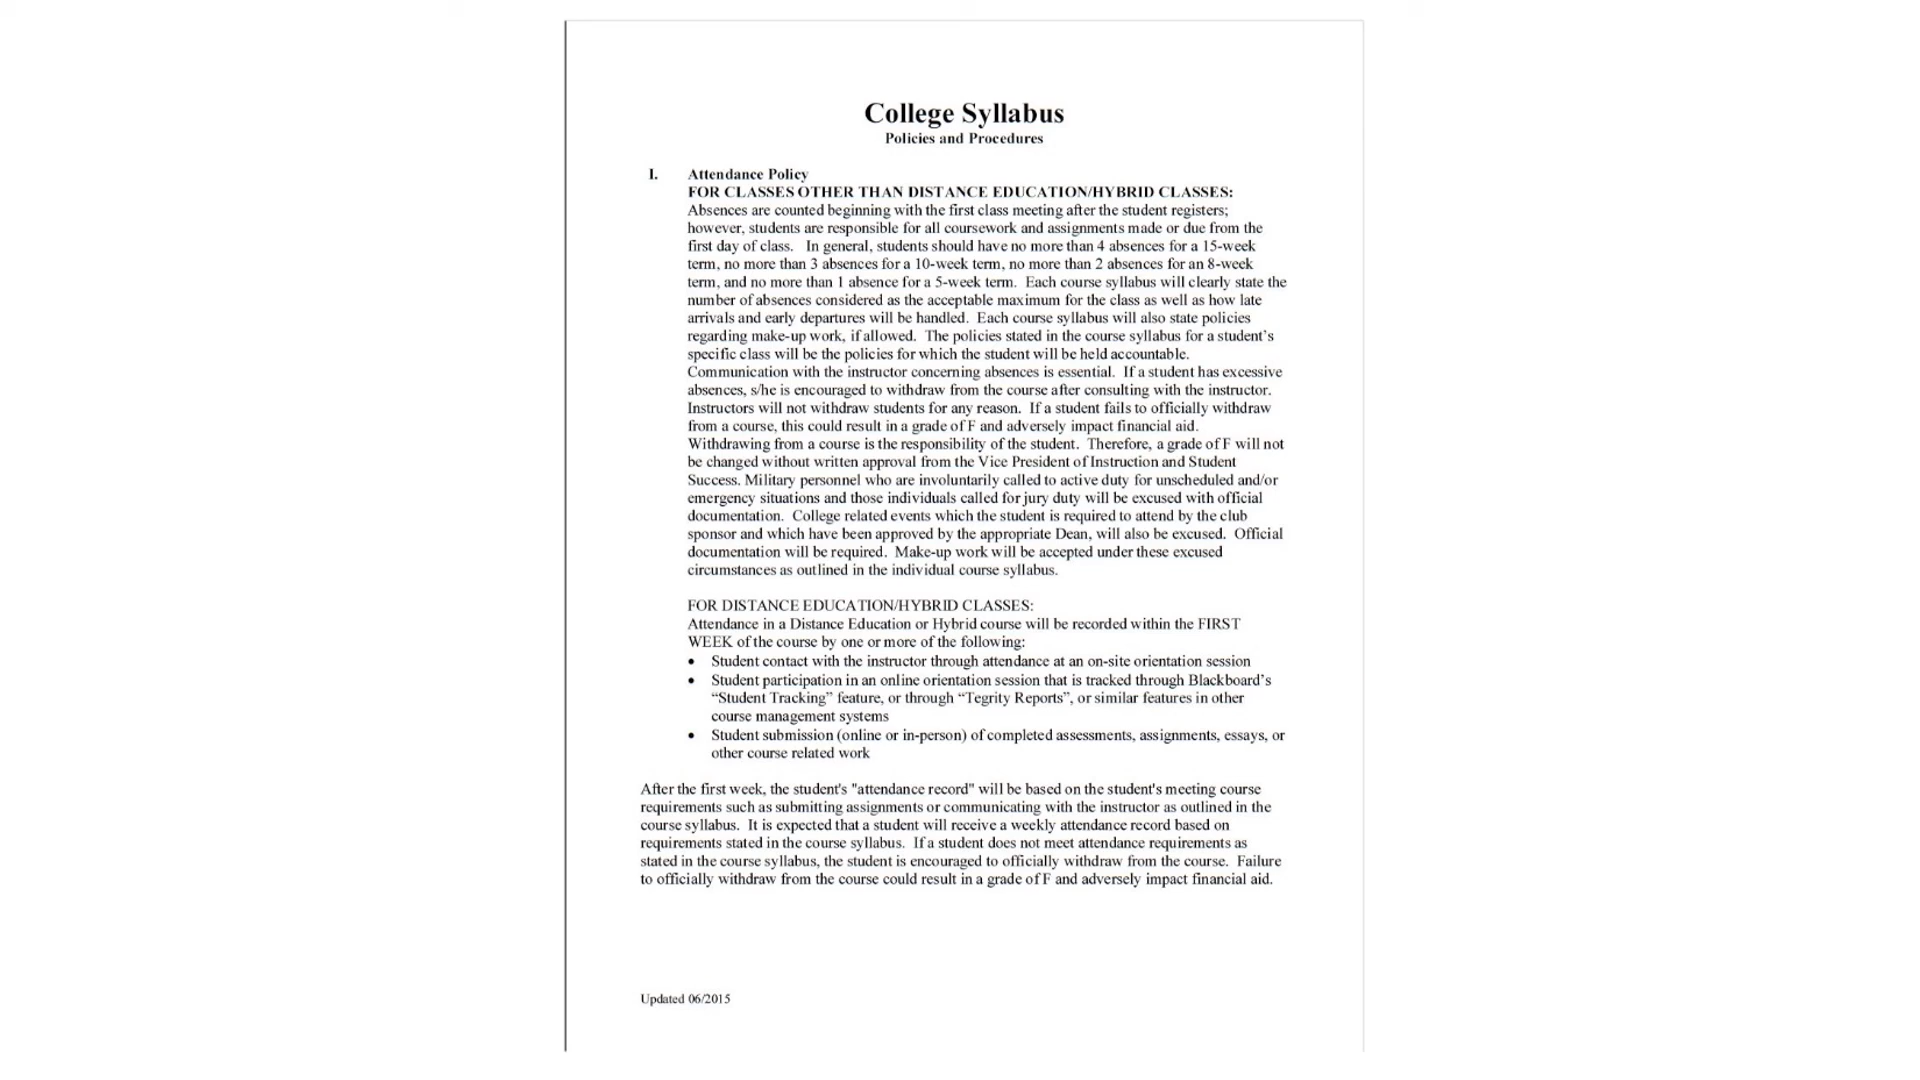 College Syllabus
Policies and Procedures
I. Attendance Policy
FOR CLASSES OTHER THAN DISTANCE EDUCATION/HYBRID CLASSES:
Absences are counted beginning with the first class meeting after the student registers;
however, students are responsible for all coursework and assignments made or due from the
first day of class. In general, students should have no more than 4 absences for a 15-week
term, no more than 3 absences for a 10-week term, no more than 2 absences for an 8-week
term, and no more than 1 absence for a 5-week term. Each course syllabus will clearly state the
number of absences considered as the acceptable maximum for the class as well as how late
arrivals and early departures will be handled. Each course syllabus will also state policies
regarding make-up work, if allowed. The policies stated in the course syllabus for a student’s
specific class will be the policies for which the student will be held accountable.
Communication with the instructor concerning absences is essential. If a student has excessive
absences, s/he is encouraged to withdraw from the course after consulting with the instructor.
Instructors will not withdraw students for any reason. If a student fails to officially withdraw
from a course, this could result in a grade of F and adversely impact financial aid.
Withdrawing from a course is the responsibility of the student. Therefore, a grade of F will not
be changed without written approval from the Vice President of Instruction and Student
Success. Military personnel who are involuntarily called to active duty for unscheduled and/or
emergency situations and those individuals called for jury duty will be excused with official
documentation. College related events which the student is required to attend by the club
sponsor and which have been approved by the appropriate Dean, will also be excused. Official
documentation will be required. Make-up work will be accepted under these excused
circumstances as outlined in the individual course syllabus.
FOR DISTANCE EDUCATION/HYBRID CLASSES:
Attendance in a Distance Education or Hybrid course will be recorded within the FIRST
WEEK of the course by one or more of the following:
• Student contact with the instructor through attendance at an on-site orientation session
• Student participation in an online orientation session that is tracked through Blackboard’s
“Student Tracking” feature, or through “Tegrity Reports”, or similar features in other
course management systems
• Student submission (online or in-person) of completed assessments, assignments, essays, or
other course related work
After the first week, the student's "attendance record" will be based on the student's meeting course
requirements such as submitting assignments or communicating with the instructor as outlined in the
course syllabus. It is expected that a student will receive a weekly attendance record based on
requirements stated in the course syllabus. If a student does not meet attendance requirements as
stated in the course syllabus, the student is encouraged to officially withdraw from the course. Failure
to officially withdraw from the course could result in a grade of F and adversely impact financial aid.
Updated 06/2015